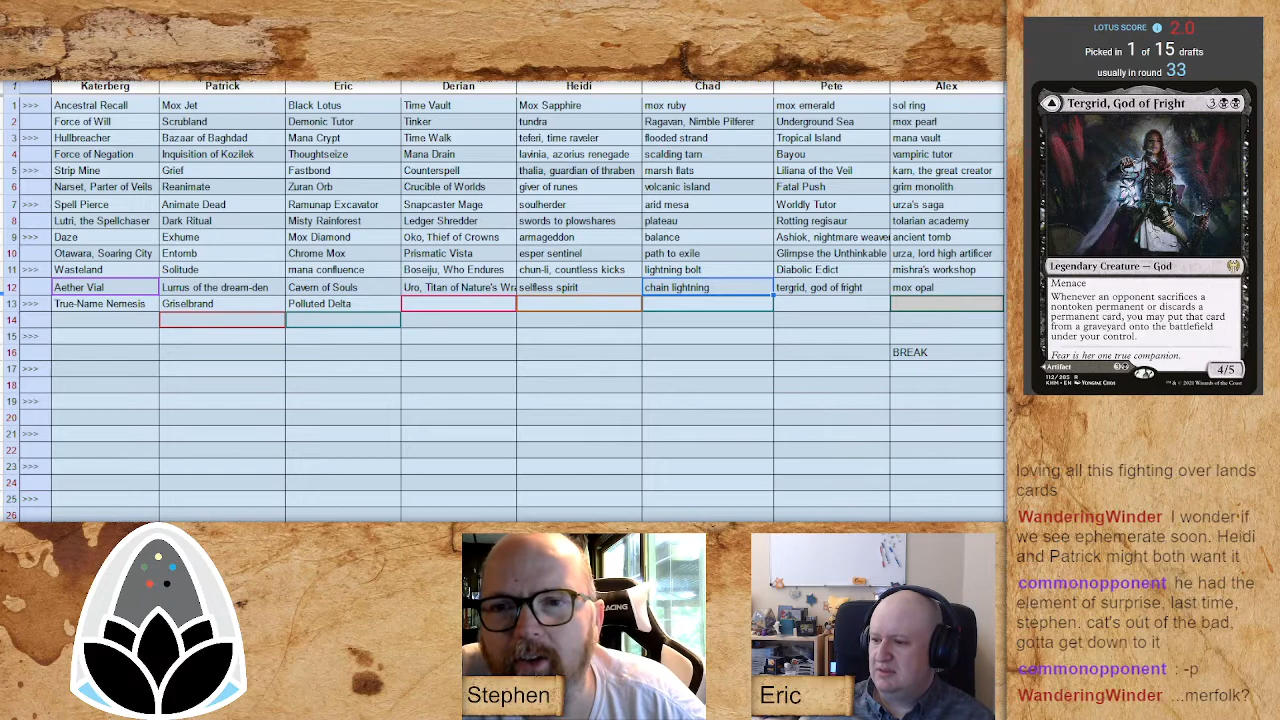 1 Katerberg Patrick Eric Derian Heidi Chad Pete Alex
1 >>> Ancestral Recall Mox Jet Black Lotus Time Vault Mox Sapphire mox ruby mox emerald sol ring
2 >>> Force of Will Scrubland Demonic Tutor Tinker tundra Ragavan, Nimble Pilferer Underground Sea mox pearl
3 >>> Hullbreacher Bazaar of Baghdad Mana Crypt Time Walk teferi, time raveler flooded strand Tropical Island mana vault
4 >>> Force of Negation Inquisition of Kozilek Thoughtseize Mana Drain lavinia, azorius renegade scalding tarn Bayou vampiric tutor
5 >>> Strip Mine Grief Fastbond Counterspell thalia, guardian of thraben marsh flats Liliana of the Veil karn, the great creator
6 Narset, Parter of Veils Reanimate Zuran Orb Crucible of Worlds giver of runes volcanic island Fatal Push grim monolith
7 >>> Spell Pierce Animate Dead Ramunap Excavator Snapcaster Mage soulherder arid mesa Worldly Tutor urza's saga
8 Lutri, the Spellchaser Dark Ritual Misty Rainforest Ledger Shredder swords to plowshares plateau Rotting regisaur tolarian academy
9 >>> Daze Exhume Mox Diamond Oko, Thief of Crowns armageddon balance Ashiok, nightmare weaver ancient tomb
10 Otawara, Soaring City Entomb Chrome Mox Prismatic Vista esper sentinel path to exile Glimpse the Unthinkable urza, lord high artificer
11 >>> Wasteland Solitude mana confluence Boseiju, Who Endures chun-li, countless kicks lightning bolt Diabolic Edict mishra's workshop
12 Aether Vial Lurrus of the dream-den Cavern of Souls Uro, Titan of Nature's Wra selfless spirit chain lightning tergrid, god of fright mox opal
13 >>> True-Name Nemesis Griselbrand Polluted Delta
14
15 >>>
16 BREAK
17 >>>
18
19 >>>
20
21 >>>
22
23 >>>
24
25 >>>
26
LOTUS SCORE i 2.0
Picked in 1 of 15 drafts
usually in round 33
Tergrid, God of Fright 3
Legendary Creature — God
Menace
Whenever an opponent sacrifices a
nontoken permanent or discards a
permanent card, you may put that card
from a graveyard onto the battlefield
under your control.
Fear is her one true companion.
Artifact
4/5
112/285 R
KHM • EN
™ & © 2021 Wizards of the Coast
loving all this fighting over lands
cards
WanderingWinder I wonder if
we see ephemerate soon. Heidi
and Patrick might both want it
commonopponent he had the
element of surprise, last time,
stephen. cat's out of the bad,
gotta get down to it
commonopponent : -p
WanderingWinder ...merfolk?
RACING
Stephen
Eric